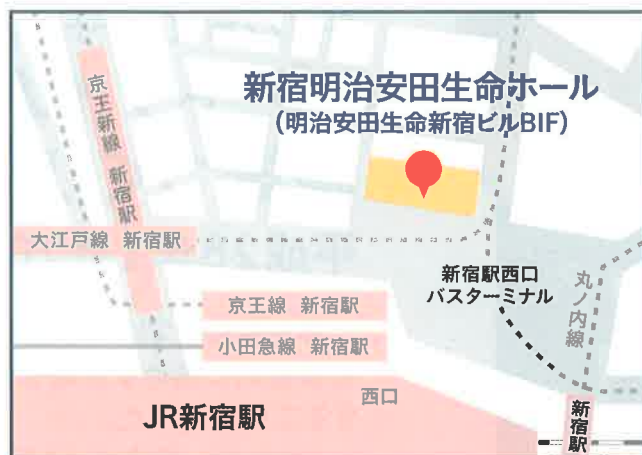 新宿明治安田生命ホール
(明治安田生命新宿ビルBIF)
京王新線 新宿駅
大江戸線 新宿駅
新宿駅西口
バスターミナル
丸ノ内線
京王線 新宿駅
小田急線 新宿駅
西口
JR新宿駅
新宿駅